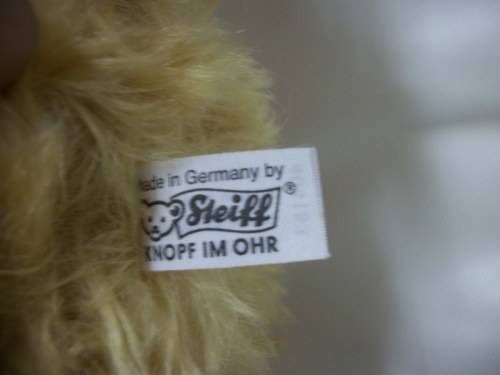 Made in Germany by
Steiff®
KNOPF IM OHR